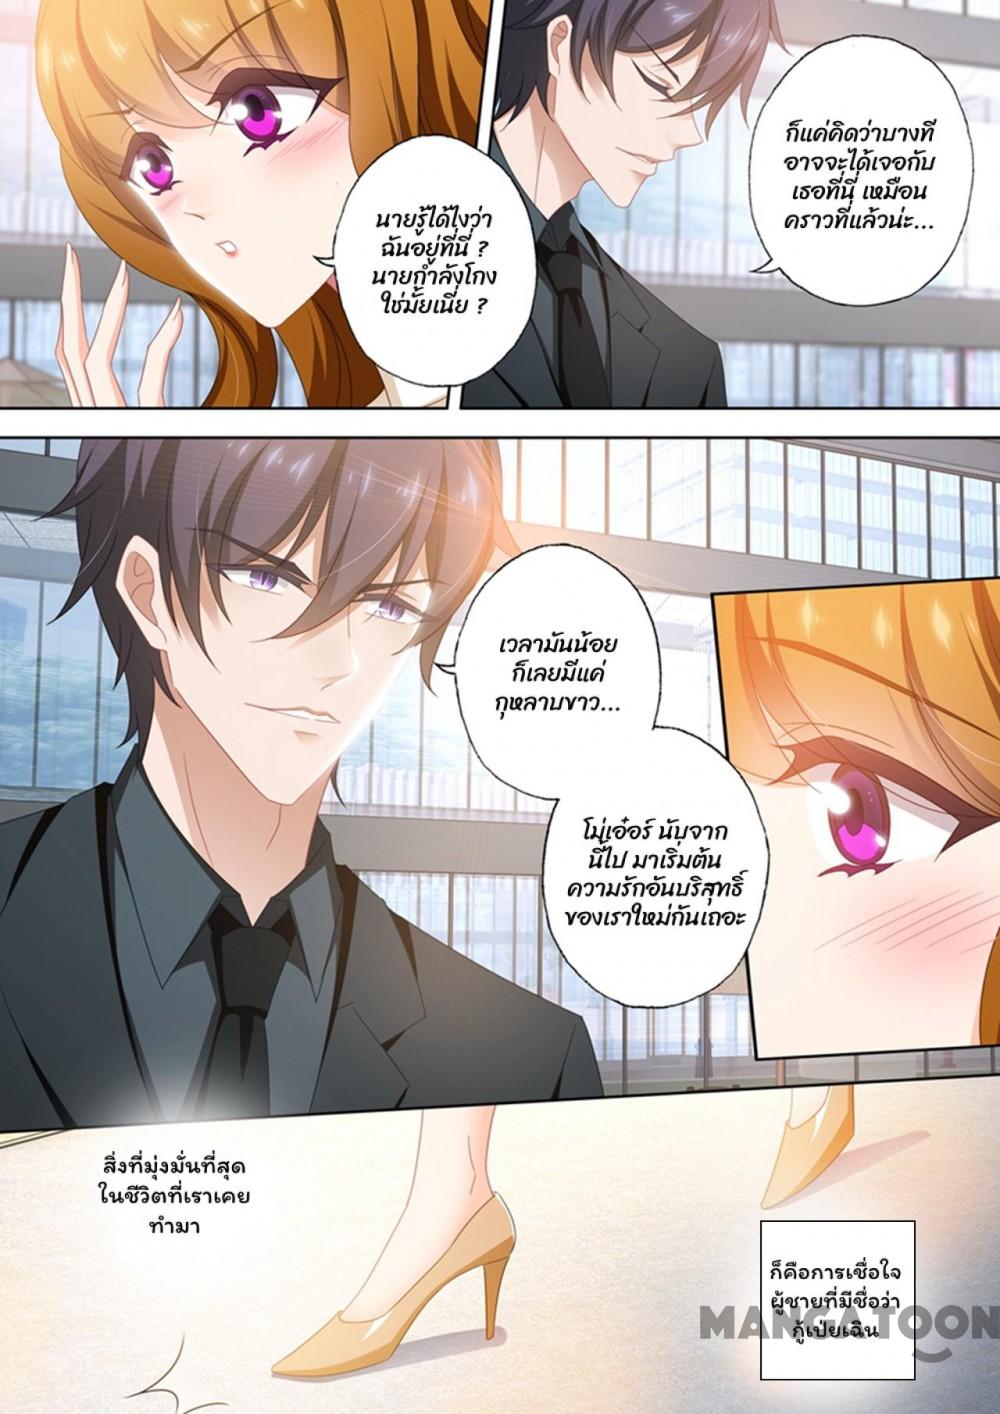 นายรู้ได้ไงว่า
ฉันอยู่ที่นี่ ?
นายกำลังโกง
ใช่มั้ยเนี่ย ?
ก็แค่คิดว่าบางที
อาจจะได้เจอกับ
เธอที่นี่ เหมือน
คราวที่แล้วน่ะ...
เวลามันน้อย
ก็เลยมีแค่
กุหลาบขาว...
โม่เอ๋อร์ นับจาก
นี้ไป มาเริ่มต้น
ความรักอันบริสุทธิ์
ของเราใหม่กันเถอะ
สิ่งที่มุ่งมั่นที่สุด
ในชีวิตที่เราเคย
ทำมา
ก็คือการเชื่อใจ
ผู้ชายที่มีชื่อว่า
กู้เป่ยเฉิน
MANGATOON